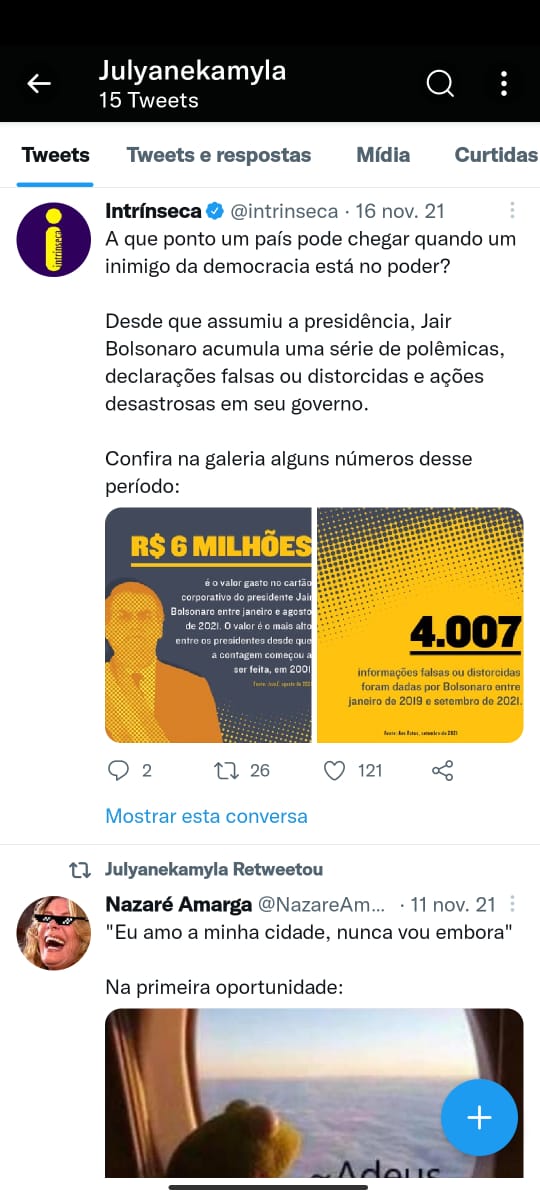 Julyanekamyla
15 Tweets
Tweets
Tweets e respostas
Mídia
Curtidas
Intrínseca @intrinseca · 16 nov. 21
A que ponto um país pode chegar quando um
inimigo da democracia está no poder?
Desde que assumiu a presidência, Jair
Bolsonaro acumula uma série de polêmicas,
declarações falsas ou distorcidas e ações
desastrosas em seu governo.
Confira na galeria alguns números desse
período:
R$ 6 MILHÕES
é o valor gasto no cartão
corporativo do presidente Jair
Bolsonaro entre janeiro e agosto
de 2021. O valor é o mais alto
entre os presidentes desde que
a contagem começou a
ser feita, em 2001
4.007
informações falsas ou distorcidas
foram dadas por Bolsonaro entre
janeiro de 2019 e setembro de 2021.
Fonte: Aos Fatos, setembro de 2021
2
26
121
Mostrar esta conversa
Julyanekamyla Retweetou
Nazaré Amarga @NazareAm... · 11 nov. 21
"Eu amo a minha cidade, nunca vou embora"
Na primeira oportunidade:
~Adeus